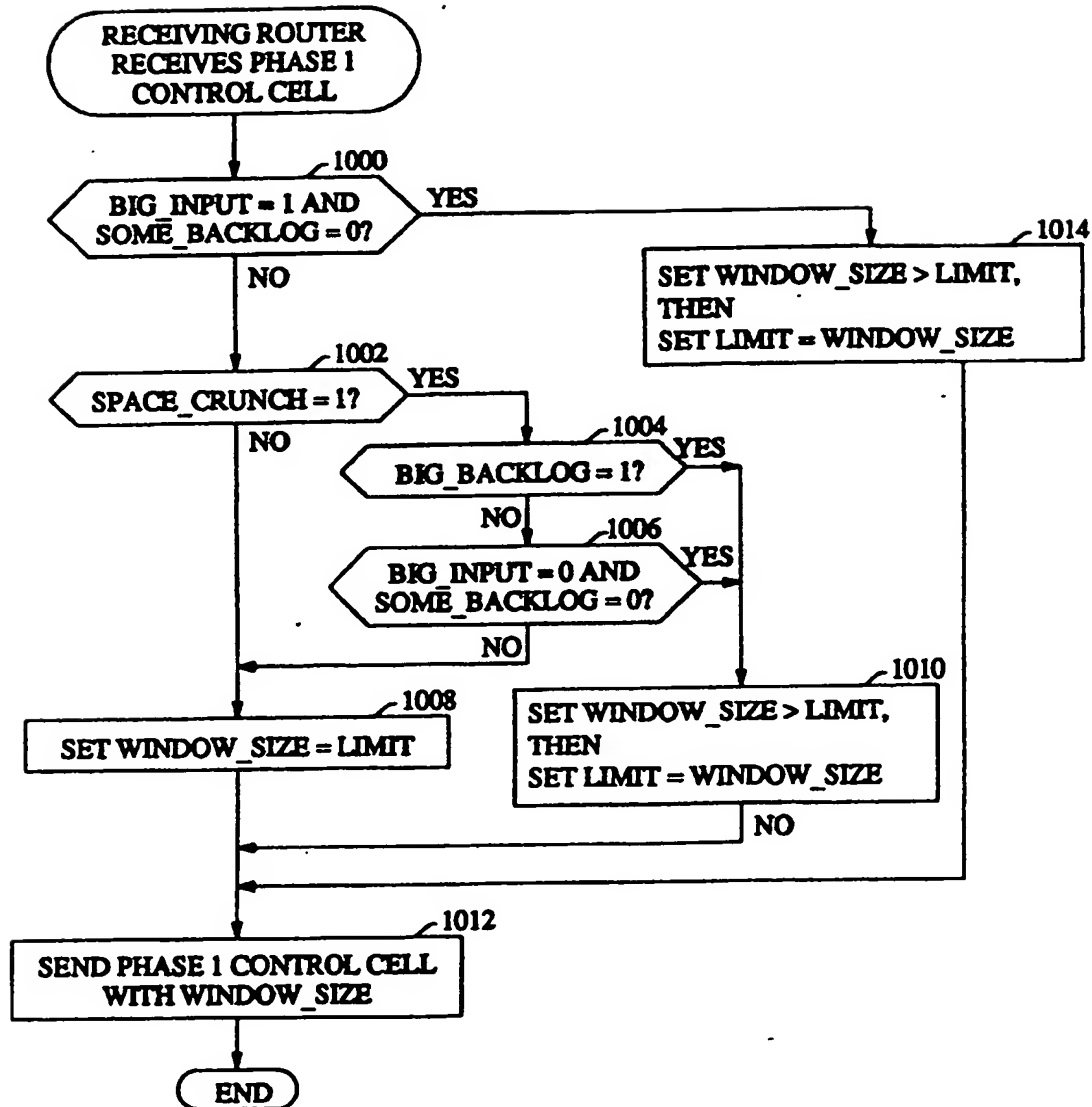 RECEIVING ROUTER
RECEIVES PHASE 1
CONTROL CELL
1000
BIG_INPUT = 1 AND
SOME_BACKLOG = 0?
YES
NO
1014
SET WINDOW_SIZE > LIMIT,
THEN
SET LIMIT = WINDOW_SIZE
1002
SPACE_CRUNCH = 1?
YES
NO
1004
BIG_BACKLOG = 1?
YES
NO
1006
BIG_INPUT = 0 AND
SOME_BACKLOG = 0?
YES
NO
1008
SET WINDOW_SIZE = LIMIT
1010
SET WINDOW_SIZE > LIMIT,
THEN
SET LIMIT = WINDOW_SIZE
NO
1012
SEND PHASE 1 CONTROL CELL
WITH WINDOW_SIZE
END